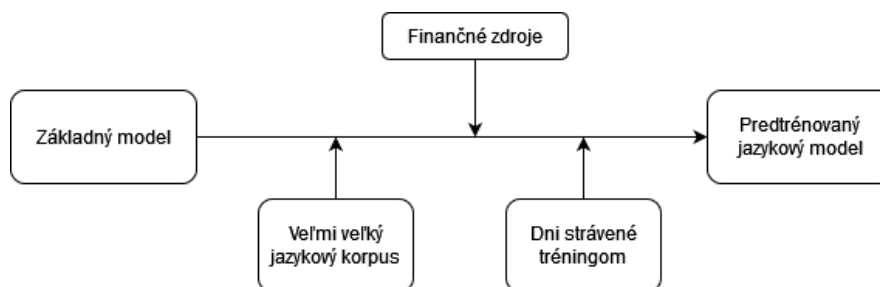 Finančné zdroje
Základný model
Predtrénovaný
jazykový model
Veľmi veľký
jazykový korpus
Dni strávené
tréningom